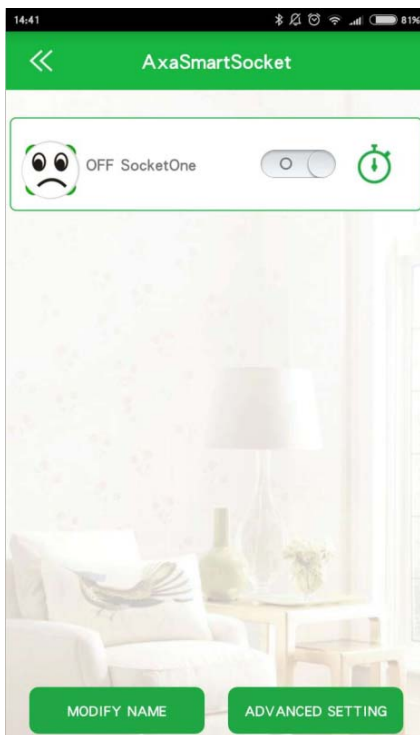 14:41 81%
AxaSmartSocket
OFF SocketOne
MODIFY NAME ADVANCED SETTING